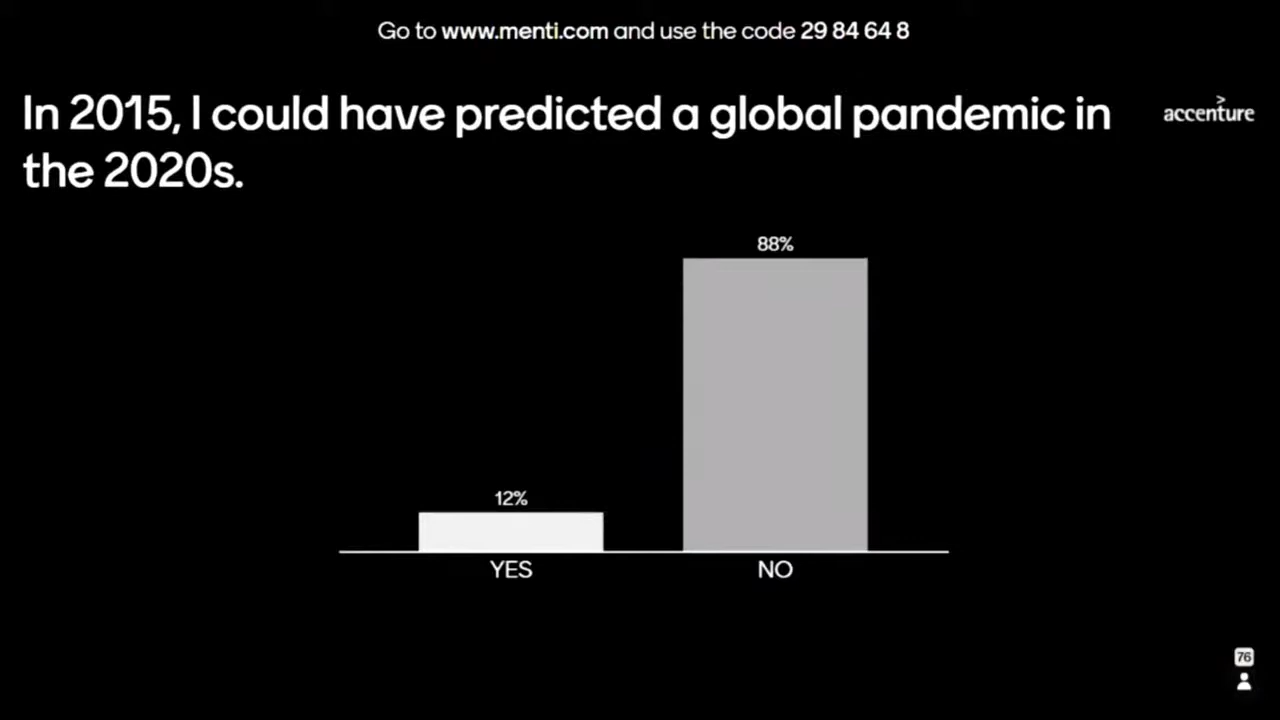 Go to www.menti.com and use the code 29 84 64 8
In 2015, I could have predicted a global pandemic in
the 2020s.
>
accenture
88%
12%
YES
NO
76